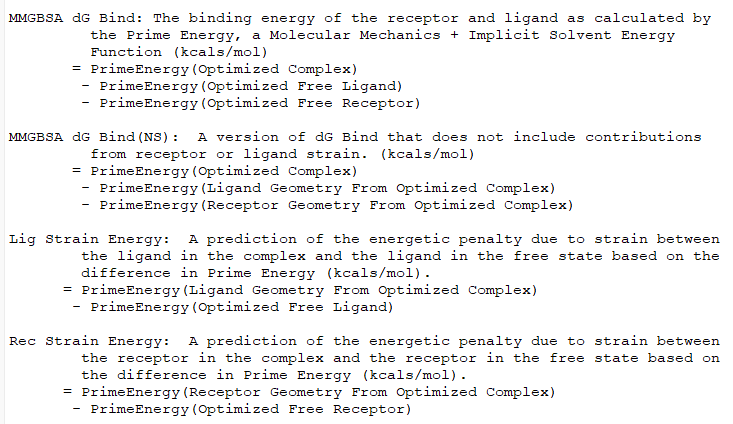 MMGBSA dG Bind: The binding energy of the receptor and ligand as calculated by
the Prime Energy, a Molecular Mechanics + Implicit Solvent Energy
Function (kcals/mol)
= PrimeEnergy(Optimized Complex)
- PrimeEnergy(Optimized Free Ligand)
- PrimeEnergy(Optimized Free Receptor)
MMGBSA dG Bind(NS): A version of dG Bind that does not include contributions
from receptor or ligand strain. (kcals/mol)
= PrimeEnergy(Optimized Complex)
- PrimeEnergy(Ligand Geometry From Optimized Complex)
- PrimeEnergy(Receptor Geometry From Optimized Complex)
Lig Strain Energy: A prediction of the energetic penalty due to strain between
the ligand in the complex and the ligand in the free state based on the
difference in Prime Energy (kcals/mol).
= PrimeEnergy(Ligand Geometry From Optimized Complex)
- PrimeEnergy(Optimized Free Ligand)
Rec Strain Energy: A prediction of the energetic penalty due to strain between
the receptor in the complex and the receptor in the free state based on
the difference in Prime Energy (kcals/mol).
= PrimeEnergy(Receptor Geometry From Optimized Complex)
- PrimeEnergy(Optimized Free Receptor)